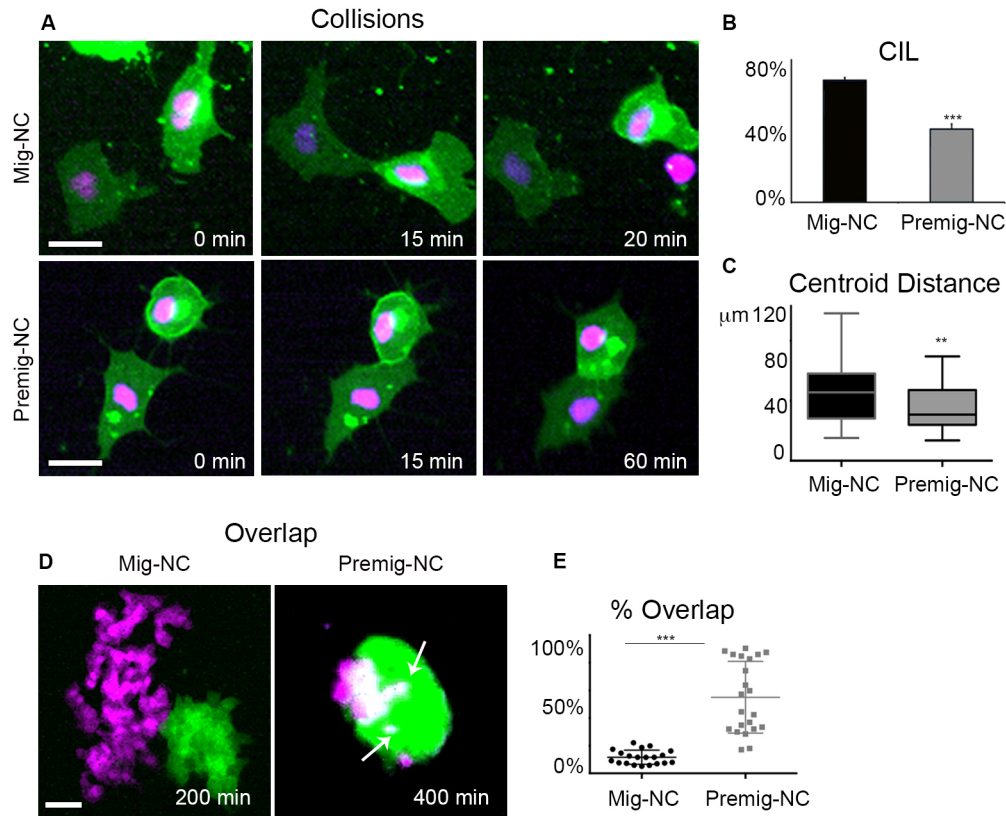 A
Collisions
Mig-NC
0 min
15 min
20 min
Premig-NC
0 min
15 min
60 min
B
CIL
80%
40%
0%
***
Mig-NC
Premig-NC
C
Centroid Distance
μm 120
80
40
0
**
Mig-NC
Premig-NC
Overlap
D
Mig-NC
Premig-NC
200 min
400 min
E
% Overlap
100%
50%
0%
***
Mig-NC
Premig-NC